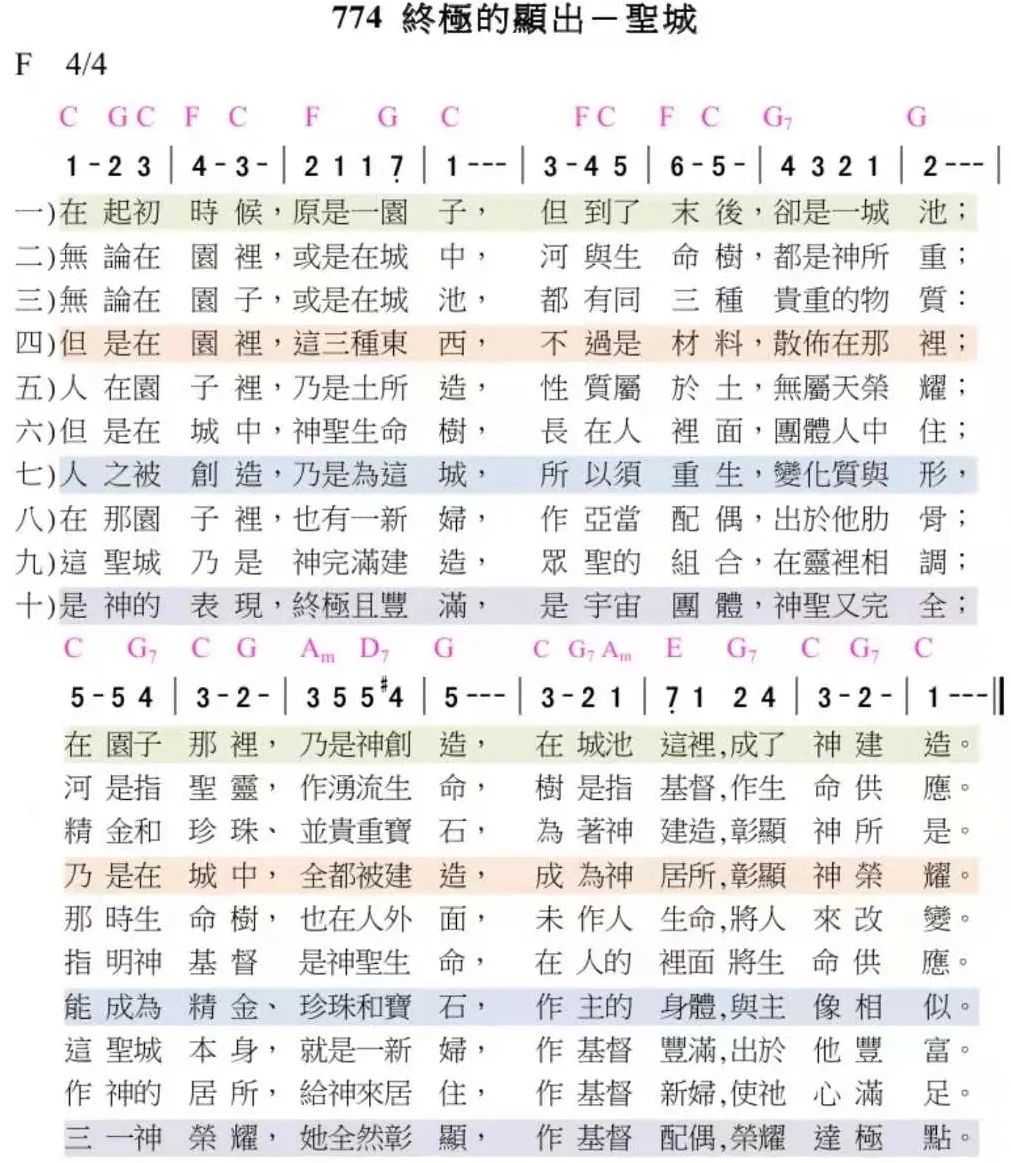 774 終極的顯出－聖城
F 4/4
C G C F C F G C F C F C G7 G
1 - 2 3 | 4 - 3 - | 2 1 1 7̣ | 1 - - - | 3 - 4 5 | 6 - 5 - | 4 3 2 1 | 2 - - - |
一)在 起初 時 候，原是一園 子， 但 到了 末 後，卻是一城 池；
二)無 論在 園 裡，或是在城 中， 河 與生 命 樹，都是神所 重；
三)無 論在 園 子，或是在城 池， 都 有同 三 種 貴重的物 質：
四)但 是在 園 裡，這三種東 西， 不 過是 材 料，散佈在那 裡；
五)人 在園 子 裡，乃是土所 造， 性 質屬 於 土，無屬天榮 耀；
六)但 是在 城 中，神聖生命 樹， 長 在人 裡 面，團體人中 住；
七)人 之被 創 造，乃是為這 城， 所 以須 重 生，變化質與 形，
八)在 那園 子 裡，也有一新 婦， 作 亞當 配 偶，出於他肋 骨；
九)這 聖城 乃 是 神完滿建 造， 眾 聖的 組 合，在靈裡相 調；
十)是 神的 表 現，終極且豐 滿， 是 宇宙 團 體，神聖又完 全；
C G7 C G Am D7 G C G7 Am E G7 C G7 C
5 - 5 4 | 3 - 2 - | 3 5 5 #4 | 5 - - - | 3 - 2 1 | 7̣ 1 2 4 | 3 - 2 - | 1 - - - ‖
在 園子 那 裡， 乃是神創 造， 在 城池 這裡,成了 神 建 造。
河 是指 聖 靈， 作湧流生 命， 樹 是指 基督,作生 命 供 應。
精 金和 珍 珠、 並貴重寶 石， 為 著神 建造,彰顯 神 所 是。
乃 是在 城 中， 全都被建 造， 成 為神 居所,彰顯 神 榮 耀。
那 時生 命 樹， 也在人外 面， 未 作人 生命,將人 來 改 變。
指 明神 基 督 是神聖生 命， 在 人的 裡面 將生 命 供 應。
能 成為 精 金、 珍珠和寶 石， 作 主的 身體,與主 像 相 似。
這 聖城 本 身， 就是一新 婦， 作 基督 豐滿,出於 他 豐 富。
作 神的 居 所， 給神來居 住， 作 基督 新婦,使祂 心 滿 足。
三 一神 榮 耀， 她全然彰 顯， 作 基督 配偶,榮耀 達 極 點。